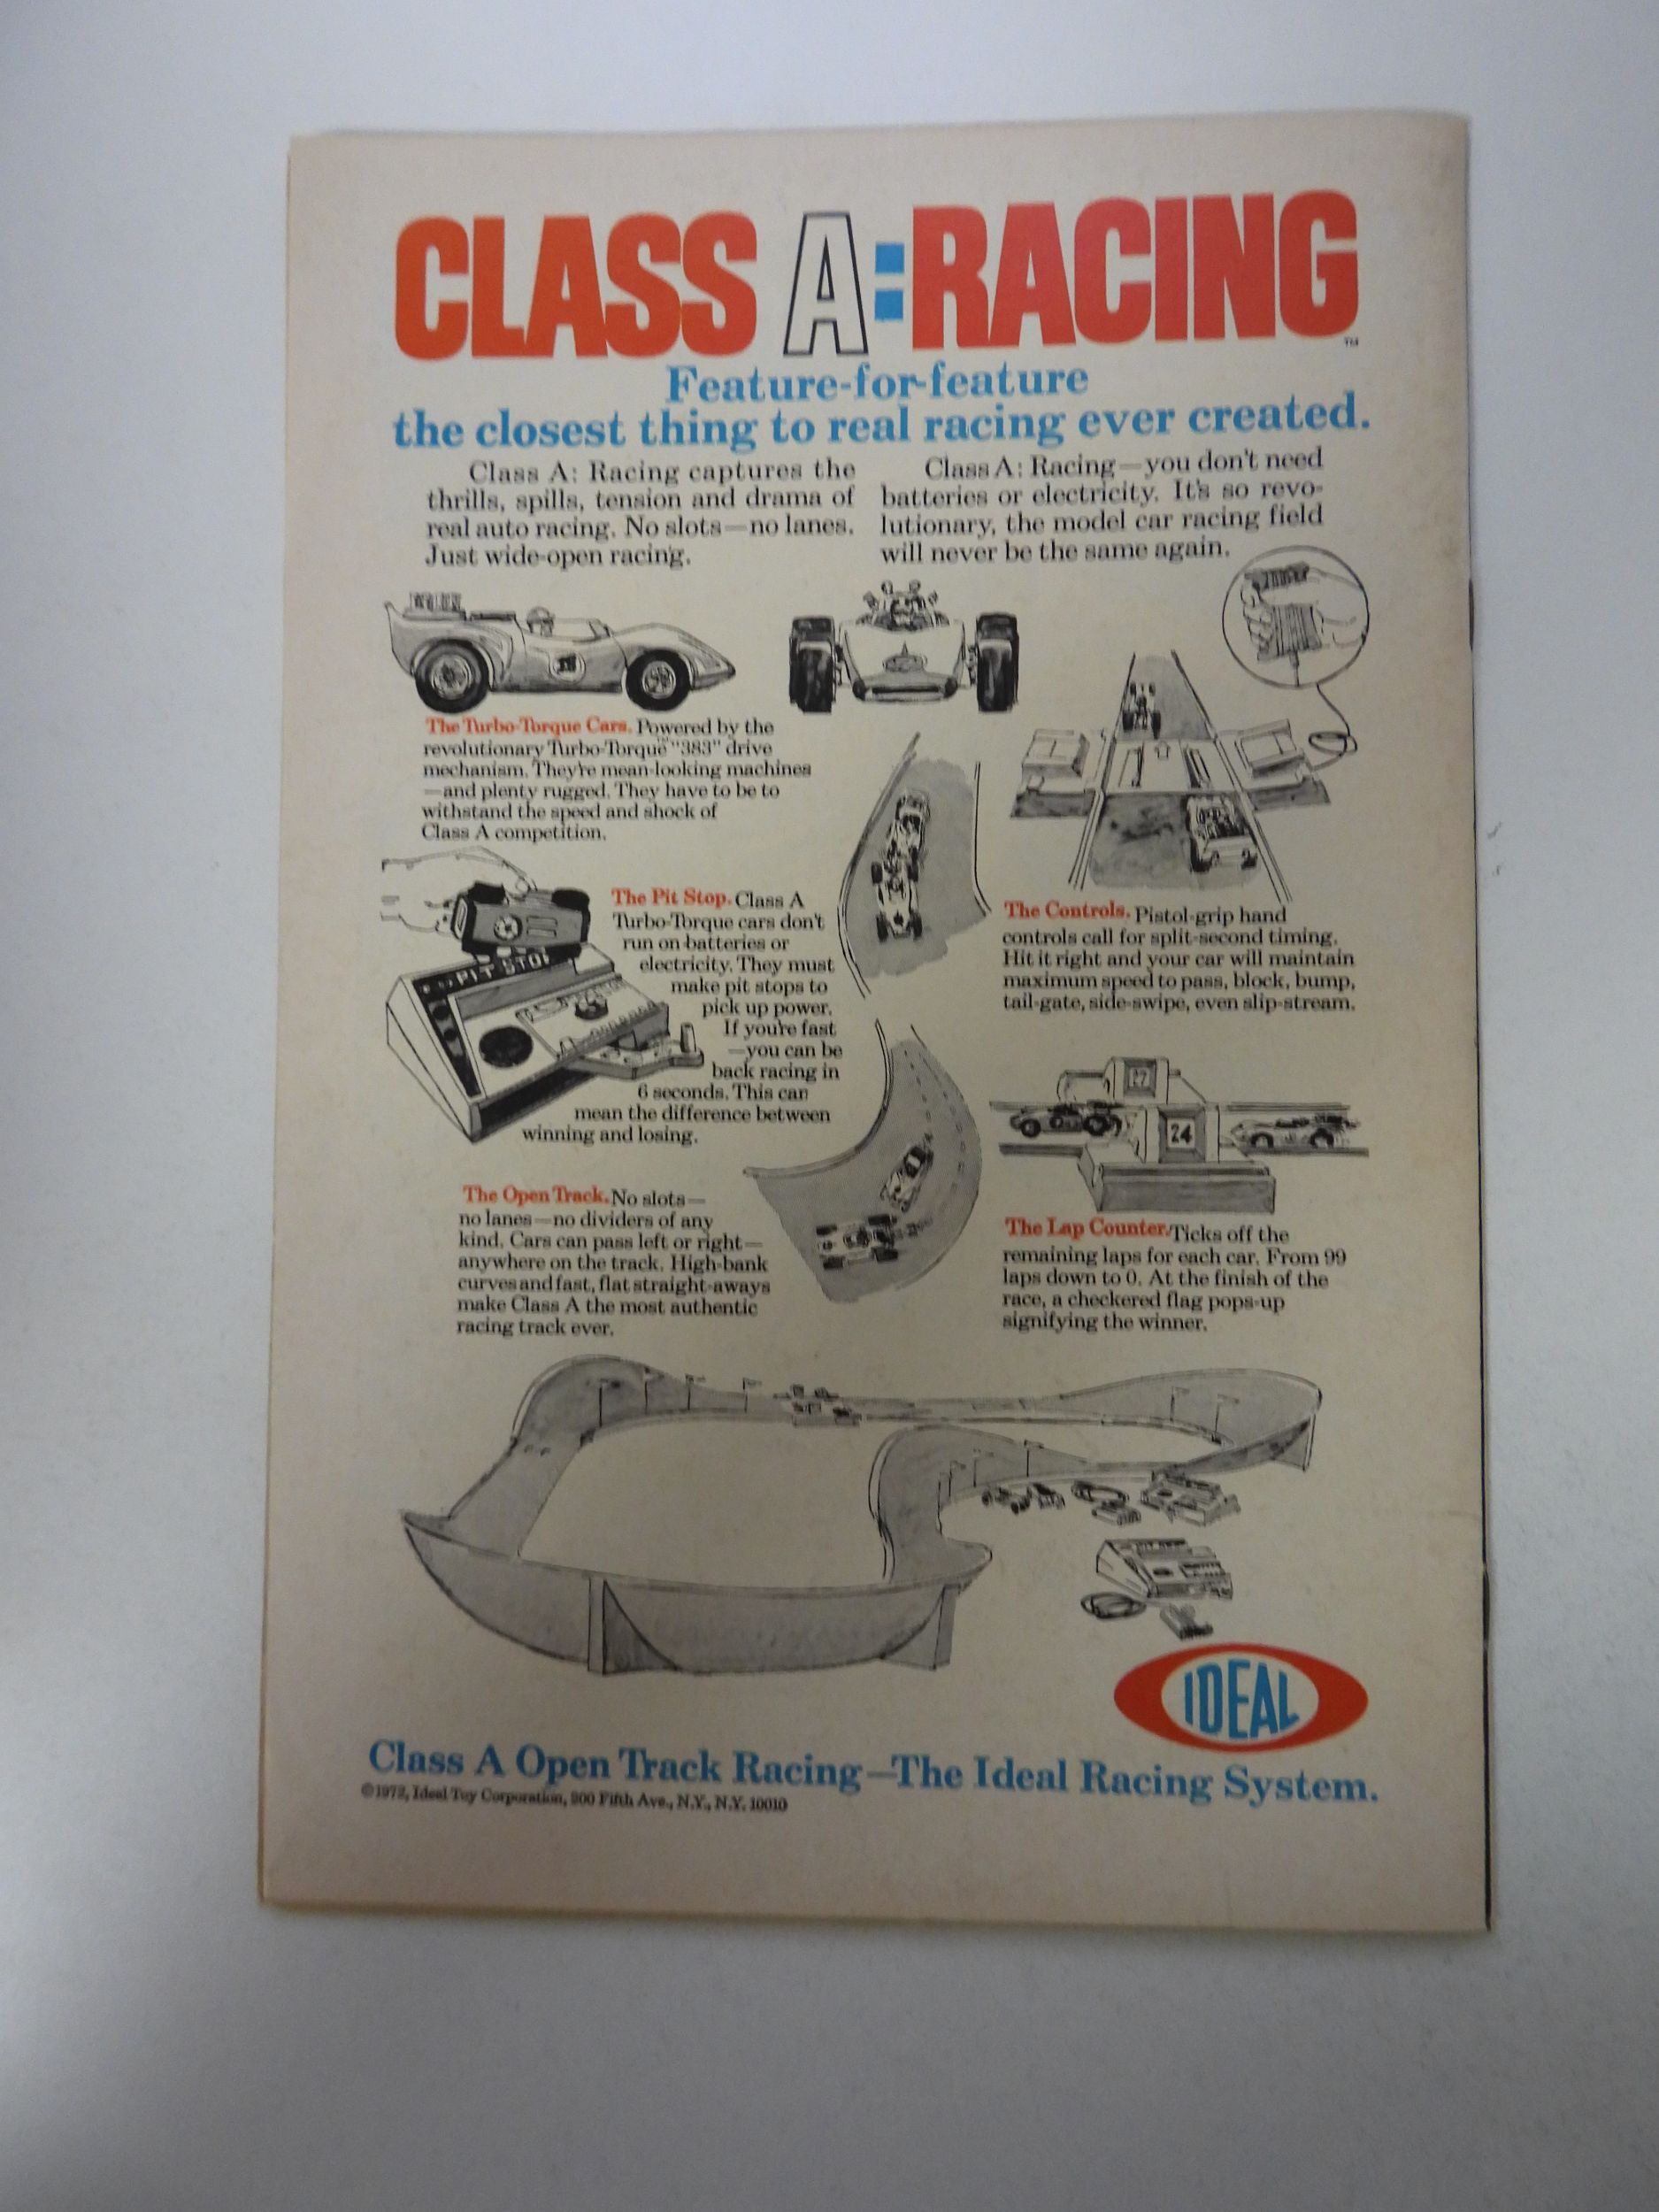 CLASS A:RACING
TM
Feature-for-feature
the closest thing to real racing ever created.
Class A: Racing captures the
thrills, spills, tension and drama of
real auto racing. No slots—no lanes.
Just wide-open racing.
Class A: Racing—you don't need
batteries or electricity. It's so revo-
lutionary, the model car racing field
will never be the same again.
The Turbo-Torque Cars. Powered by the
revolutionary Turbo-Torque™ "383" drive
mechanism. They're mean-looking machines
—and plenty rugged. They have to be to
withstand the speed and shock of
Class A competition.
PIT STOP
The Pit Stop. Class A
Turbo-Torque cars don't
run on batteries or
electricity. They must
make pit stops to
pick up power.
If you're fast
—you can be
back racing in
6 seconds. This can
mean the difference between
winning and losing.
The Controls. Pistol-grip hand
controls call for split-second timing.
Hit it right and your car will maintain
maximum speed to pass, block, bump,
tail-gate, side-swipe, even slip-stream.
27
24
The Open Track. No slots—
no lanes—no dividers of any
kind. Cars can pass left or right—
anywhere on the track. High-bank
curves and fast, flat straight-aways
make Class A the most authentic
racing track ever.
The Lap Counter. Ticks off the
remaining laps for each car. From 99
laps down to 0. At the finish of the
race, a checkered flag pops-up
signifying the winner.
IDEAL
Class A Open Track Racing—The Ideal Racing System.
©1972, Ideal Toy Corporation, 200 Fifth Ave., N.Y., N.Y. 10010